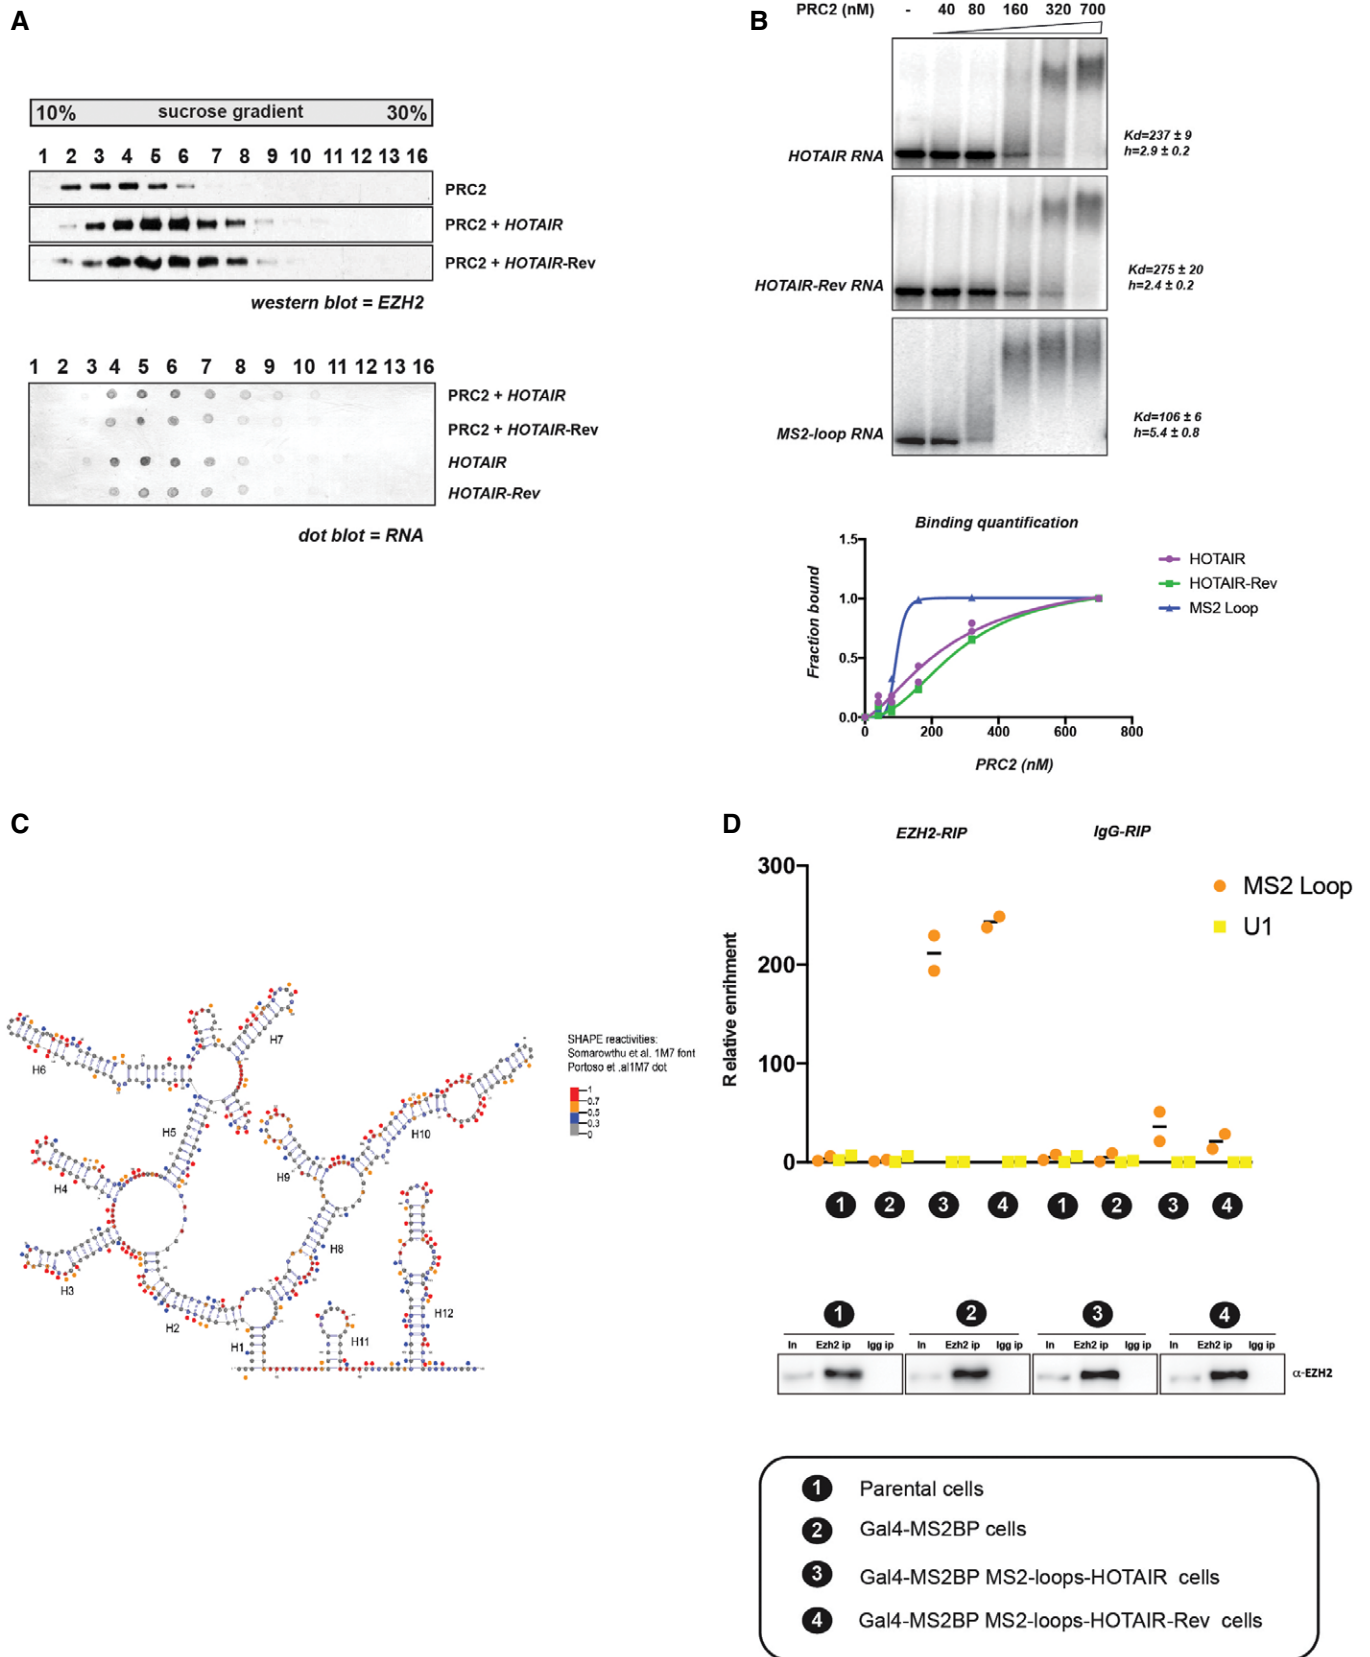 A
10% sucrose gradient 30%
1 2 3 4 5 6 7 8 9 10 11 12 13 16
PRC2
PRC2 + HOTAIR
PRC2 + HOTAIR-Rev
western blot = EZH2
1 2 3 4 5 6 7 8 9 10 11 12 13 16
PRC2 + HOTAIR
PRC2 + HOTAIR-Rev
HOTAIR
HOTAIR-Rev
dot blot = RNA
B
PRC2 (nM) - 40 80 160 320 700
HOTAIR RNA
Kd=237 ± 9
h=2.9 ± 0.2
HOTAIR-Rev RNA
Kd=275 ± 20
h=2.4 ± 0.2
MS2-loop RNA
Kd=106 ± 6
h=5.4 ± 0.8
Binding quantification
Fraction bound
1.5
1.0
0.5
0.0
0 200 400 600 800
PRC2 (nM)
HOTAIR
HOTAIR-Rev
MS2 Loop
C
H7
H6
H5
H10
H4
H9
H3
H8
H2
H12
H1
H11
SHAPE reactivities:
Somarowthu et al. 1M7 font
Portoso et .al1M7 dot
1
0.7
0.5
0.3
0
D
EZH2-RIP IgG-RIP
Relative enrihment
300
200
100
0
MS2 Loop
U1
1 2 3 4 1 2 3 4
1 2 3 4
In Ezh2 ip Igg ip In Ezh2 ip Igg ip In Ezh2 ip Igg ip In Ezh2 ip Igg ip
α-EZH2
1 Parental cells
2 Gal4-MS2BP cells
3 Gal4-MS2BP MS2-loops-HOTAIR cells
4 Gal4-MS2BP MS2-loops-HOTAIR-Rev cells